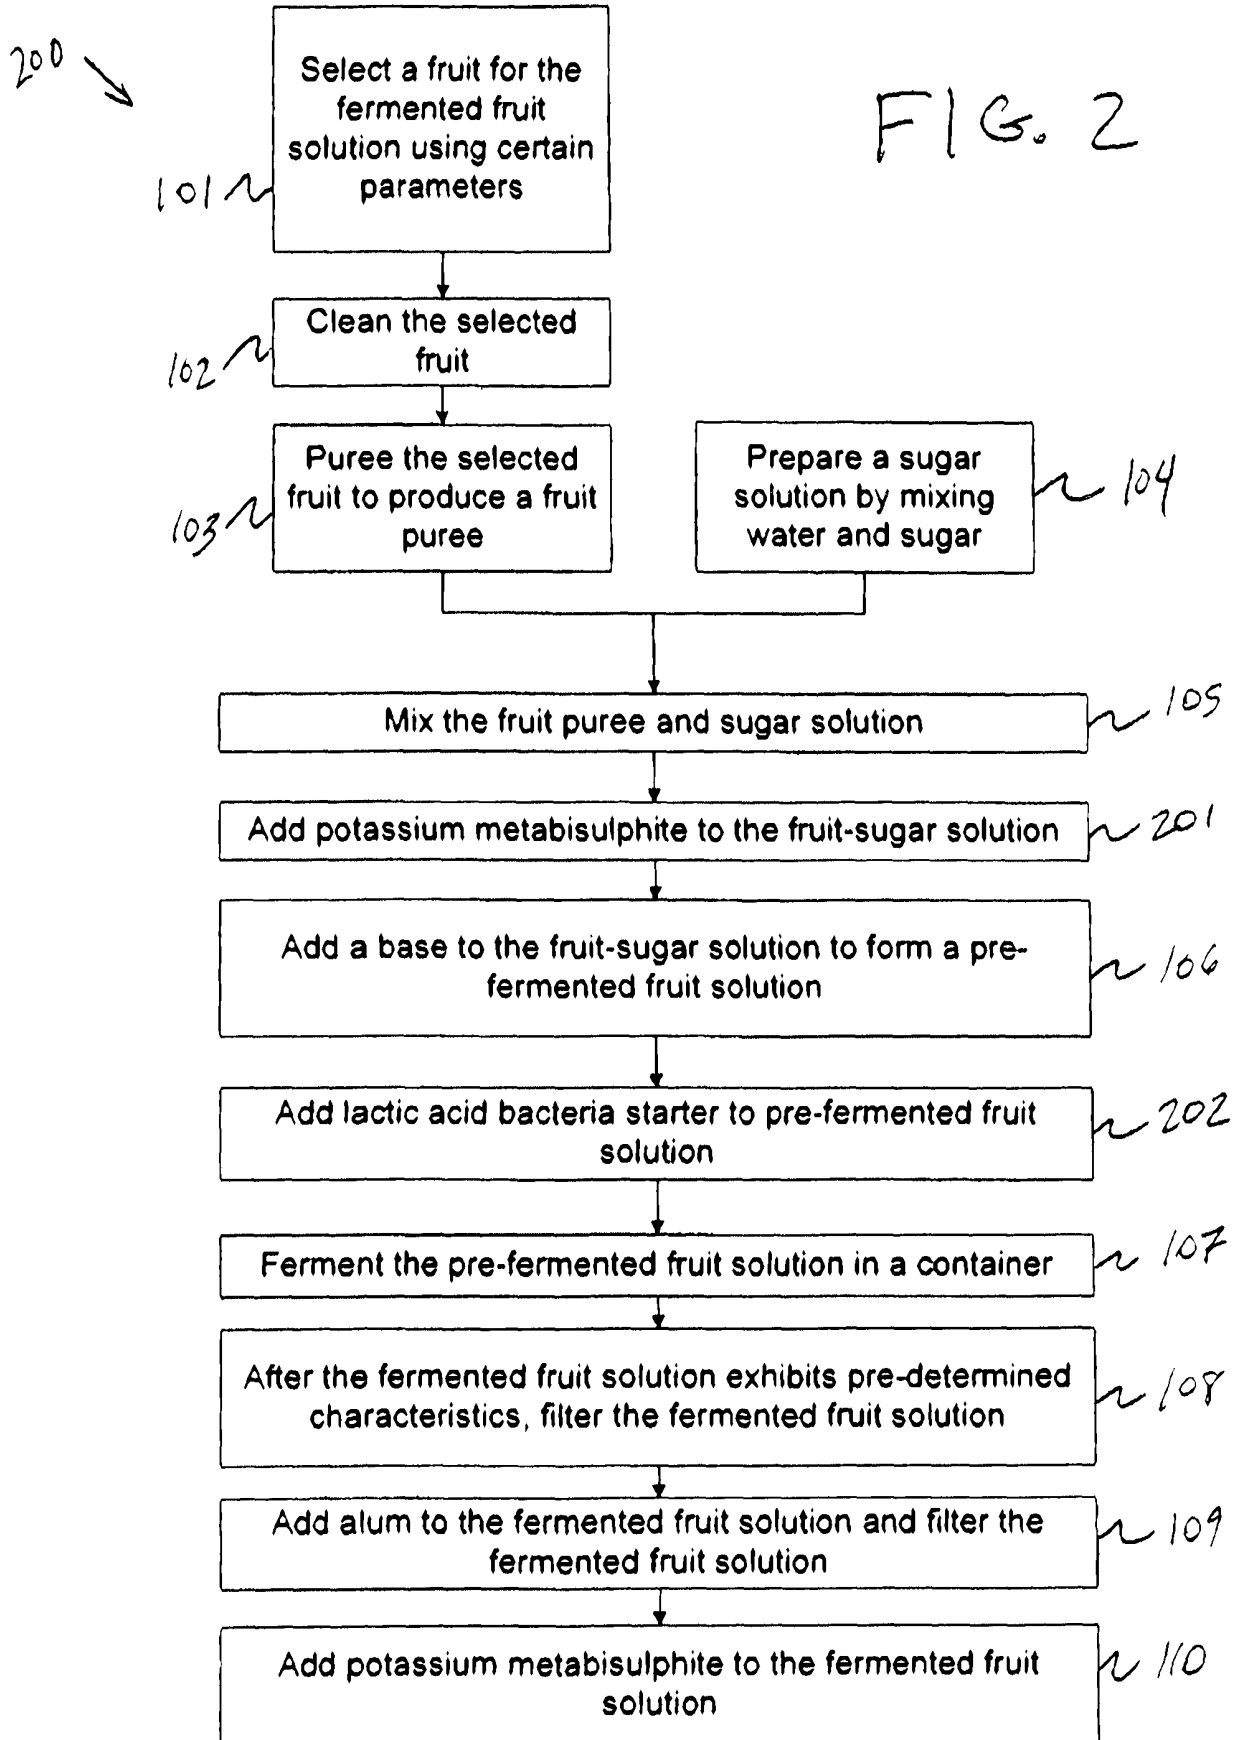 200
FIG. 2
Select a fruit for the
fermented fruit
solution using certain
parameters
101
Clean the selected
fruit
102
Puree the selected
fruit to produce a fruit
puree
103
Prepare a sugar
solution by mixing
water and sugar
104
Mix the fruit puree and sugar solution
105
Add potassium metabisulphite to the fruit-sugar solution
201
Add a base to the fruit-sugar solution to form a pre-
fermented fruit solution
106
Add lactic acid bacteria starter to pre-fermented fruit
solution
202
Ferment the pre-fermented fruit solution in a container
107
After the fermented fruit solution exhibits pre-determined
characteristics, filter the fermented fruit solution
108
Add alum to the fermented fruit solution and filter the
fermented fruit solution
109
Add potassium metabisulphite to the fermented fruit
solution
110